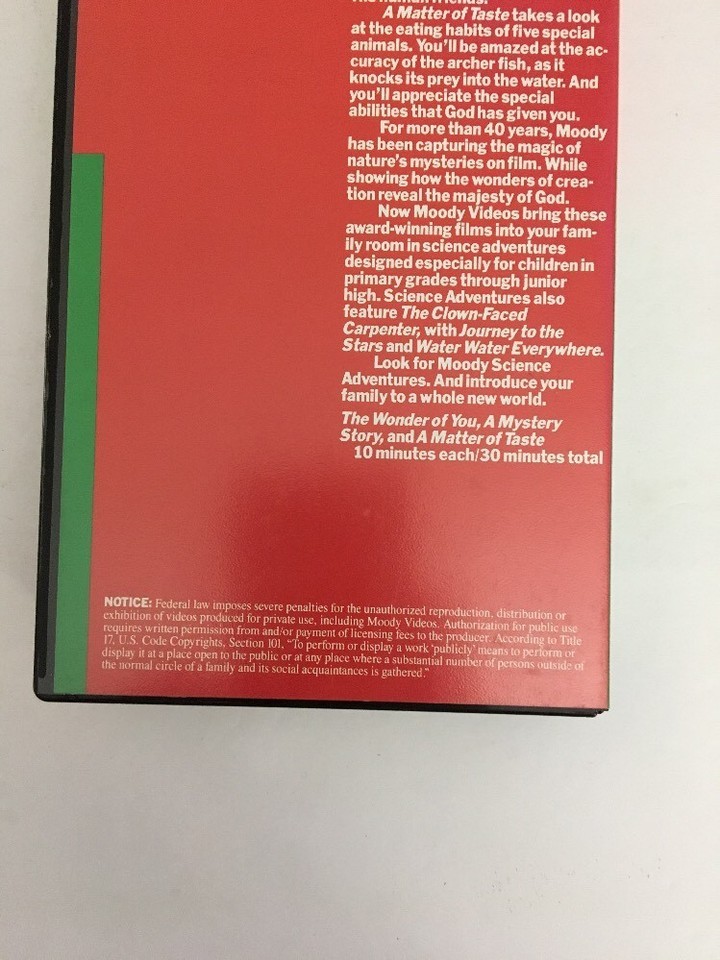 A Matter of Taste takes a look
at the eating habits of five special
animals. You'll be amazed at the ac-
curacy of the archer fish, as it
knocks its prey into the water. And
you'll appreciate the special
abilities that God has given you.
For more than 40 years, Moody
has been capturing the magic of
nature's mysteries on film. While
showing how the wonders of crea-
tion reveal the majesty of God.
Now Moody Videos bring these
award-winning films into your fam-
ily room in science adventures
designed especially for children in
primary grades through junior
high. Science Adventures also
feature The Clown-Faced
Carpenter, with Journey to the
Stars and Water Water Everywhere.
Look for Moody Science
Adventures. And introduce your
family to a whole new world.
The Wonder of You, A Mystery
Story, and A Matter of Taste
10 minutes each/30 minutes total
NOTICE: Federal law imposes severe penalties for the unauthorized reproduction, distribution or
exhibition of videos produced for private use, including Moody Videos. Authorization for public use
requires written permission from and/or payment of licensing fees to the producer. According to Title
17, U.S. Code Copyrights, Section 101, "To perform or display a work 'publicly' means to perform or
display it at a place open to the public or at any place where a substantial number of persons outside of
the normal circle of a family and its social acquaintances is gathered."